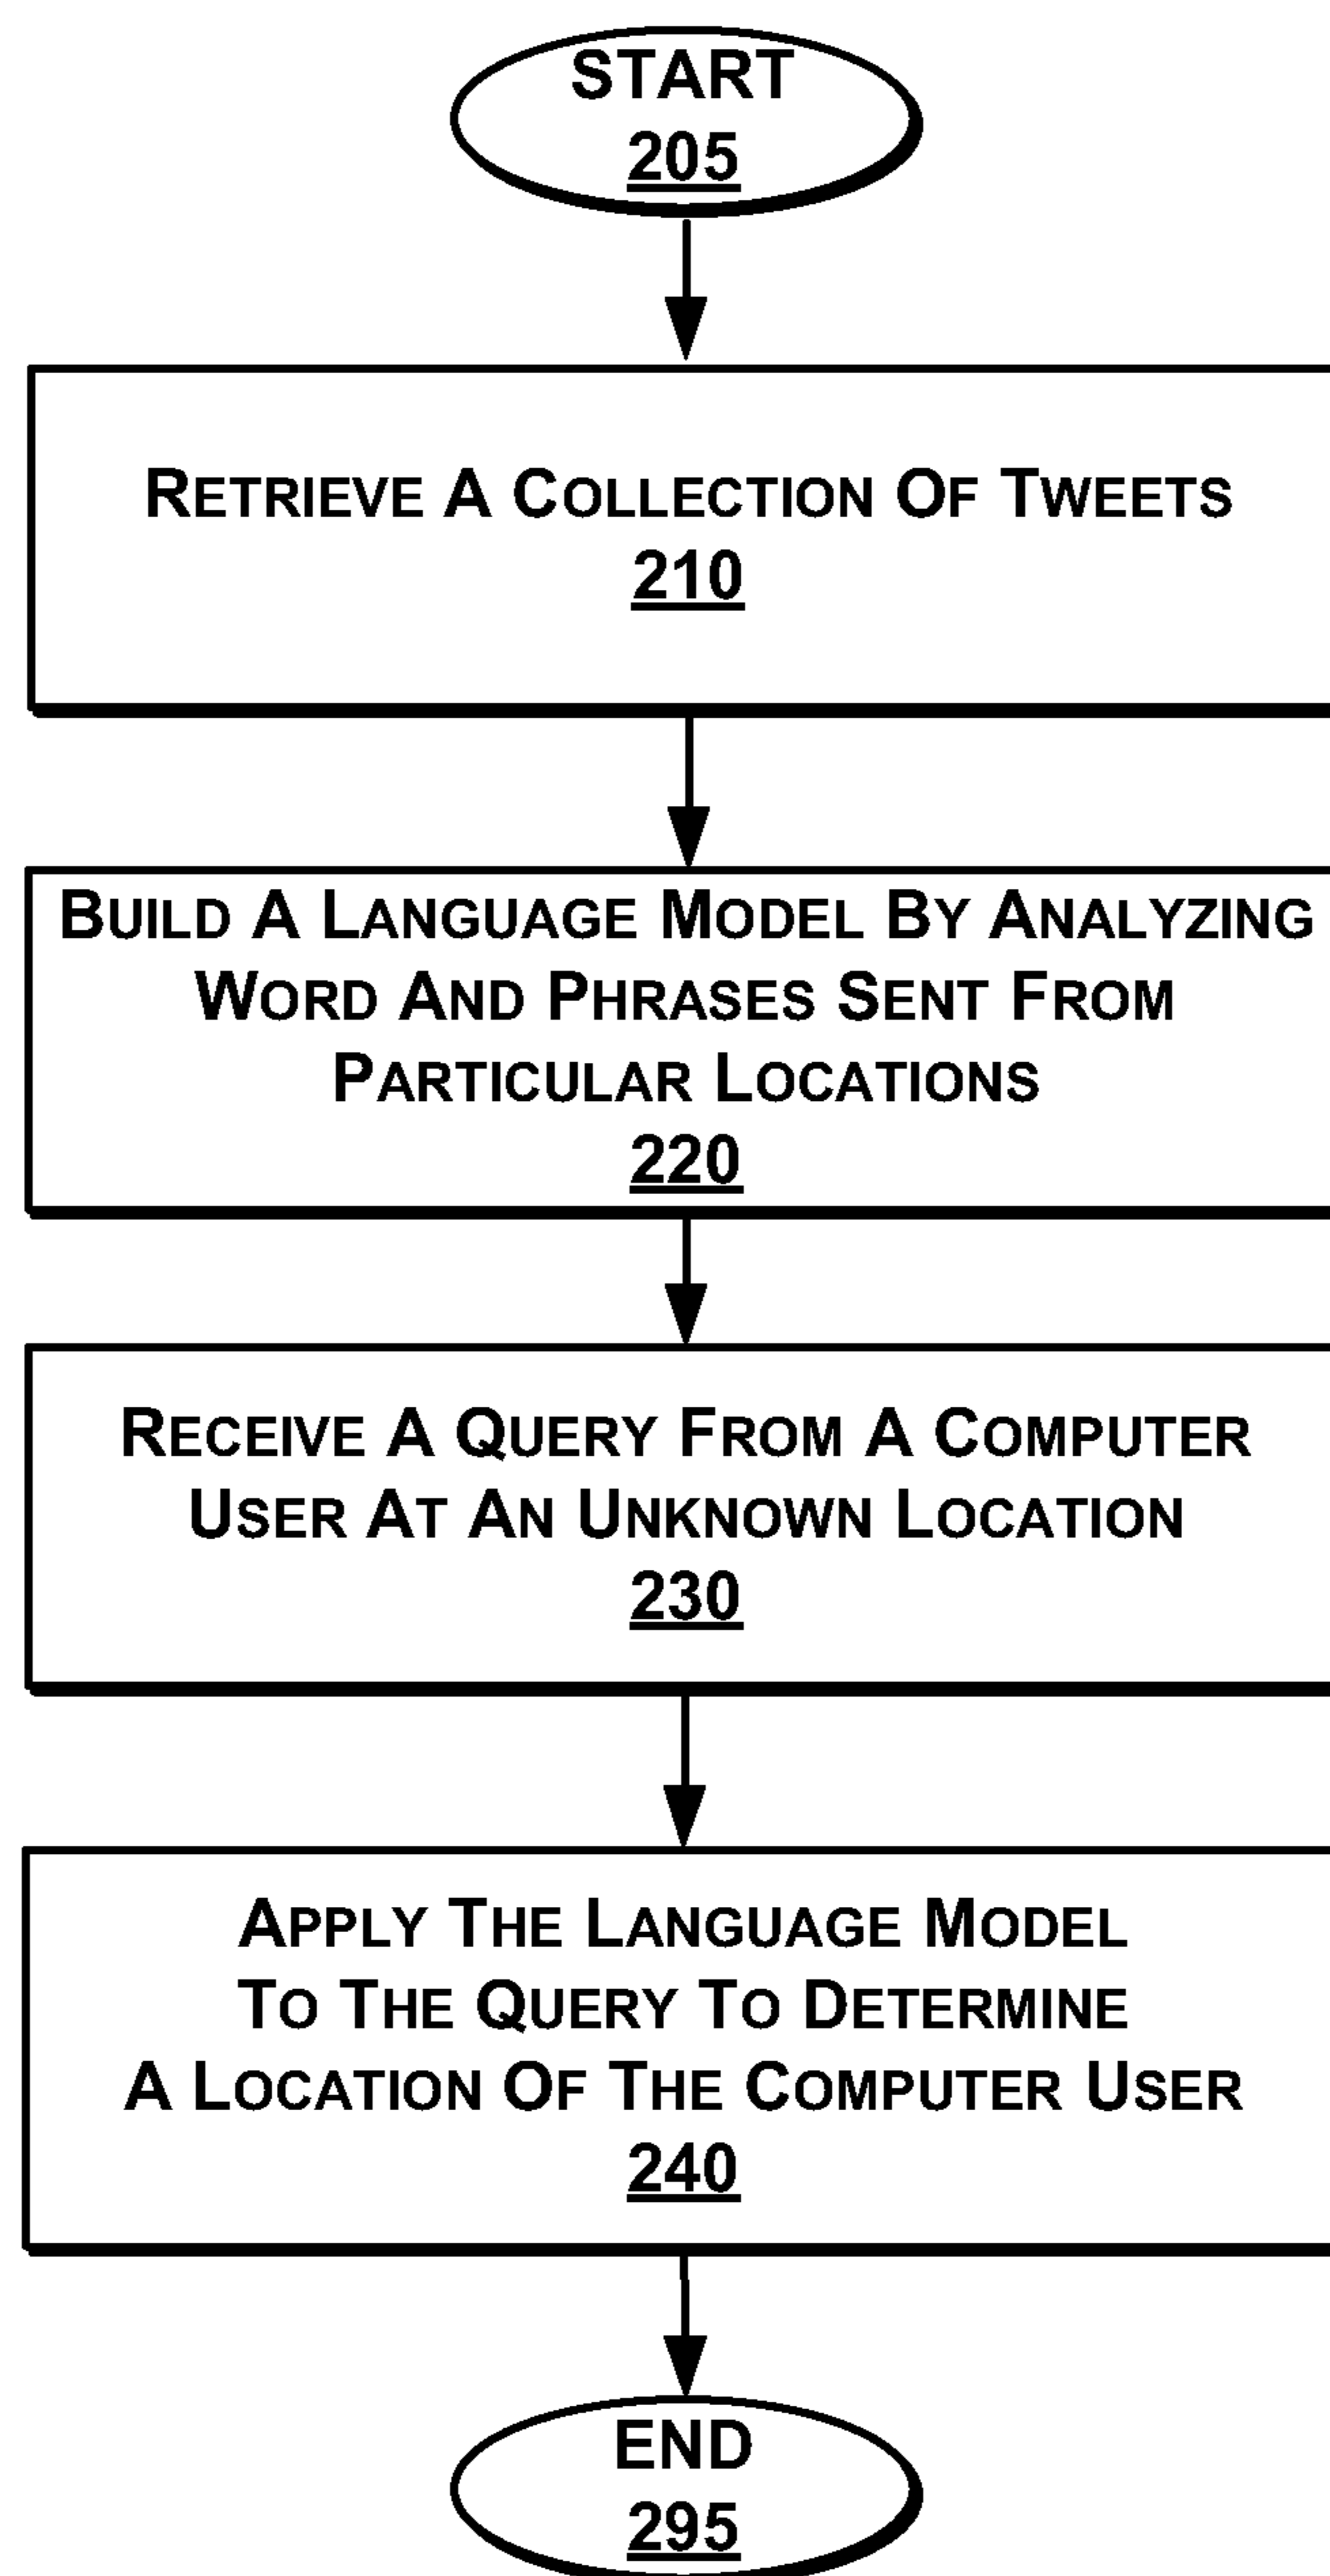 START
205
RETRIEVE A COLLECTION OF TWEETS
210
BUILD A LANGUAGE MODEL BY ANALYZING
WORD AND PHRASES SENT FROM
PARTICULAR LOCATIONS
220
RECEIVE A QUERY FROM A COMPUTER
USER AT AN UNKNOWN LOCATION
230
APPLY THE LANGUAGE MODEL
TO THE QUERY TO DETERMINE
A LOCATION OF THE COMPUTER USER
240
END
295